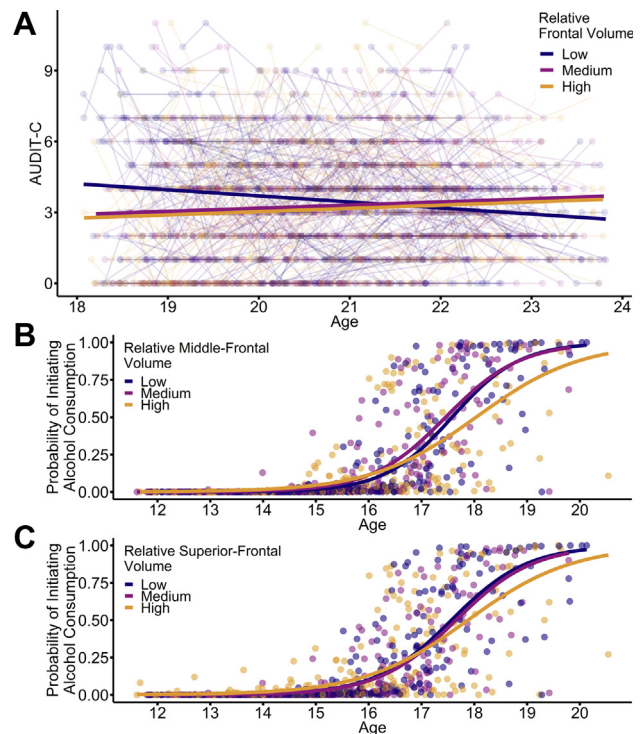 A
Relative
Frontal Volume
Low
Medium
High
AUDIT-C
9
6
3
0
18 19 20 21 22 23 24
Age
B
Relative Middle-Frontal
Volume
Low
Medium
High
Probability of Initiating
Alcohol Consumption
1.00
0.75
0.50
0.25
0.00
12 13 14 15 16 17 18 19 20
Age
C
Relative Superior-Frontal
Volume
Low
Medium
High
Probability of Initiating
Alcohol Consumption
1.00
0.75
0.50
0.25
0.00
12 13 14 15 16 17 18 19 20
Age